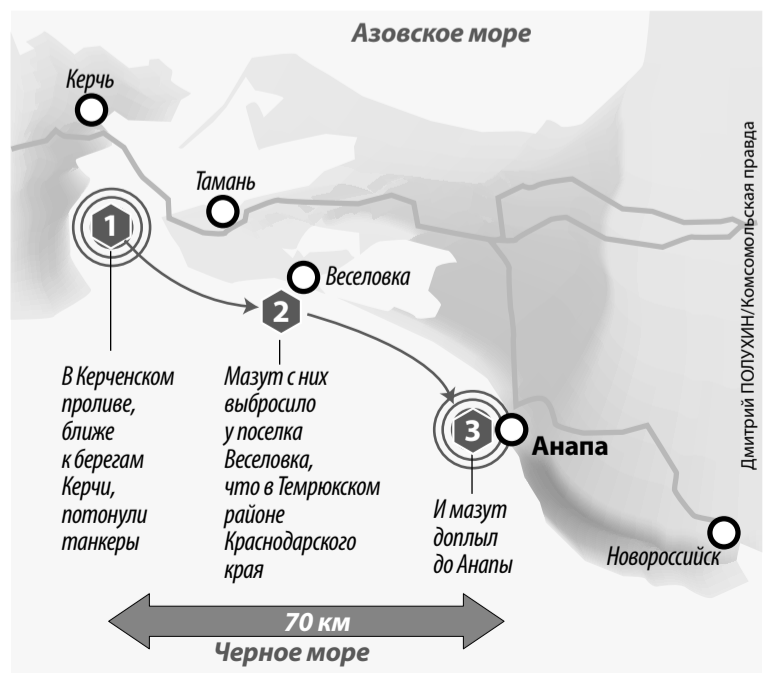 Азовское море
Керчь
Тамань
1
Веселовка
2
В Керченском
проливе,
ближе
к берегам
Керчи,
потонули
танкеры
Мазут с них
выбросило
у поселка
Веселовка,
что в Темрюкском
районе
Краснодарского
края
3
Анапа
И мазут
доплыл
до Анапы
Новороссийск
70 км
Черное море
Дмитрий ПОЛУХИН/Комсомольская правда